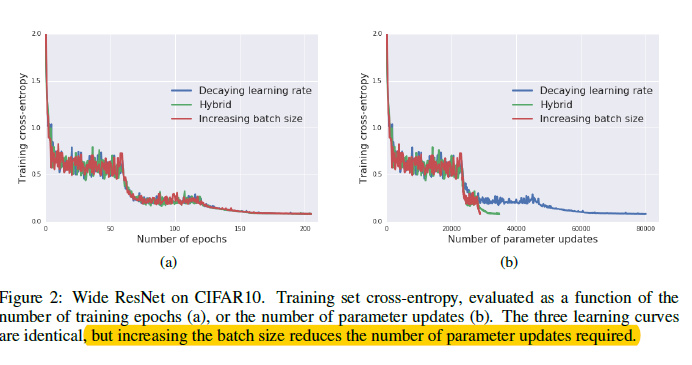 2.0
1.5
1.0
0.5
0.0
Training cross-entropy
Decaying learning rate
Hybrid
Increasing batch size
0 50 100 150 200
Number of epochs
(a)
2.0
1.5
1.0
0.5
0.0
Training cross-entropy
Decaying learning rate
Hybrid
Increasing batch size
0 20000 40000 60000 80000
Number of parameter updates
(b)
Figure 2: Wide ResNet on CIFAR10. Training set cross-entropy, evaluated as a function of the
number of training epochs (a), or the number of parameter updates (b). The three learning curves
are identical, but increasing the batch size reduces the number of parameter updates required.